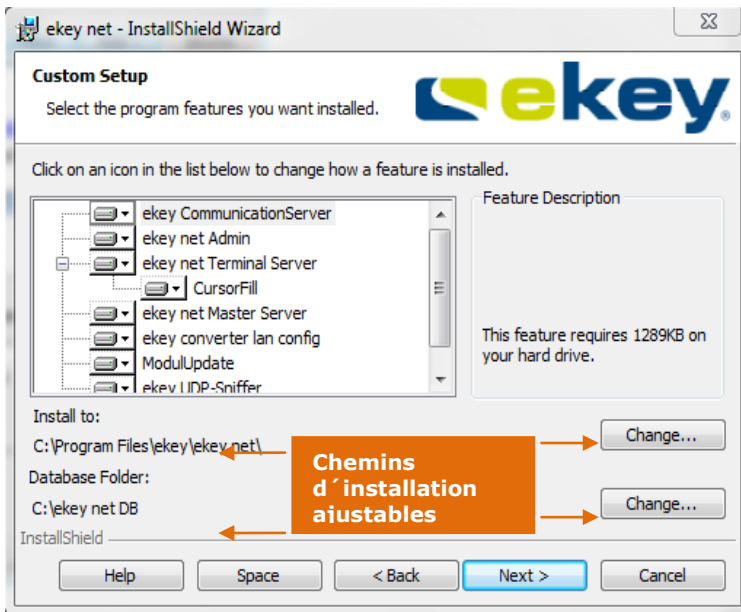 ekey net - InstallShield Wizard
Custom Setup
Select the program features you want installed.
ekey
Click on an icon in the list below to change how a feature is installed.
Feature Description
ekey CommunicationServer
ekey net Admin
ekey net Terminal Server
CursorFill
ekey net Master Server
ekey converter lan config
ModulUpdate
ekey UDP-Sniffer
This feature requires 1289KB on
your hard drive.
Install to:
C:\Program Files\ekey\ekey net\
Change...
Chemins
d´installation
ajustables
Database Folder:
C:\ekey net DB
Change...
InstallShield
Help
Space
< Back
Next >
Cancel